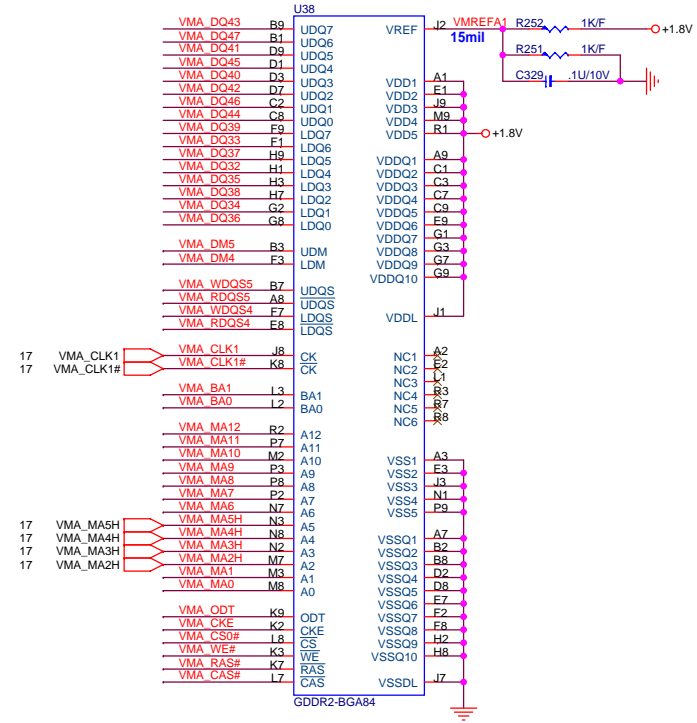 U38
VMA_DQ43 B9 UDQ7 VREF J2 VMREFA1 R252 1K/F +1.8V
VMA_DQ47 B1 UDQ6 15mil
VMA_DQ41 D9 UDQ5 R251 1K/F
VMA_DQ45 D1 UDQ4
VMA_DQ40 D3 UDQ3 VDD1 A1 C329 .1U/10V
VMA_DQ42 D7 UDQ2 VDD2 E1
VMA_DQ46 C2 UDQ1 VDD3 J9
VMA_DQ44 C8 UDQ0 VDD4 M9
VMA_DQ39 F9 LDQ7 VDD5 R1 +1.8V
VMA_DQ33 F1 LDQ6
VMA_DQ37 H9 LDQ5 VDDQ1 A9
VMA_DQ32 H1 LDQ4 VDDQ2 C1
VMA_DQ35 H3 LDQ3 VDDQ3 C3
VMA_DQ38 H7 LDQ2 VDDQ4 C7
VMA_DQ34 G2 LDQ1 VDDQ5 C9
VMA_DQ36 G8 LDQ0 VDDQ6 E9
VDDQ7 G1
VMA_DM5 B3 UDM VDDQ8 G3
VMA_DM4 F3 LDM VDDQ9 G7
VDDQ10 G9
VMA_WDQS5 B7 UDQS
VMA_RDQS5 A8 UDQS
VMA_WDQS4 F7 LDQS VDDL J1
VMA_RDQS4 E8 LDQS
17 VMA_CLK1 VMA_CLK1 J8 CK NC1 A2
17 VMA_CLK1# VMA_CLK1# K8 CK NC2 E2
NC3 L1
VMA_BA1 L3 BA1 NC4 R3
VMA_BA0 L2 BA0 NC5 R7
NC6 R8
VMA_MA12 R2 A12
VMA_MA11 P7 A11
VMA_MA10 M2 A10 VSS1 A3
VMA_MA9 P3 A9 VSS2 E3
VMA_MA8 P8 A8 VSS3 J3
VMA_MA7 P2 A7 VSS4 N1
VMA_MA6 N7 A6 VSS5 P9
17 VMA_MA5H VMA_MA5H N3 A5
17 VMA_MA4H VMA_MA4H N8 A4 VSSQ1 A7
17 VMA_MA3H VMA_MA3H N2 A3 VSSQ2 B2
17 VMA_MA2H VMA_MA2H M7 A2 VSSQ3 B8
VMA_MA1 M3 A1 VSSQ4 D2
VMA_MA0 M8 A0 VSSQ5 D8
VSSQ6 E7
VMA_ODT K9 ODT VSSQ7 F2
VMA_CKE K2 CKE VSSQ8 F8
VMA_CS0# L8 CS VSSQ9 H2
VMA_WE# K3 WE VSSQ10 H8
VMA_RAS# K7 RAS
VMA_CAS# L7 CAS VSSDL J7
GDDR2-BGA84